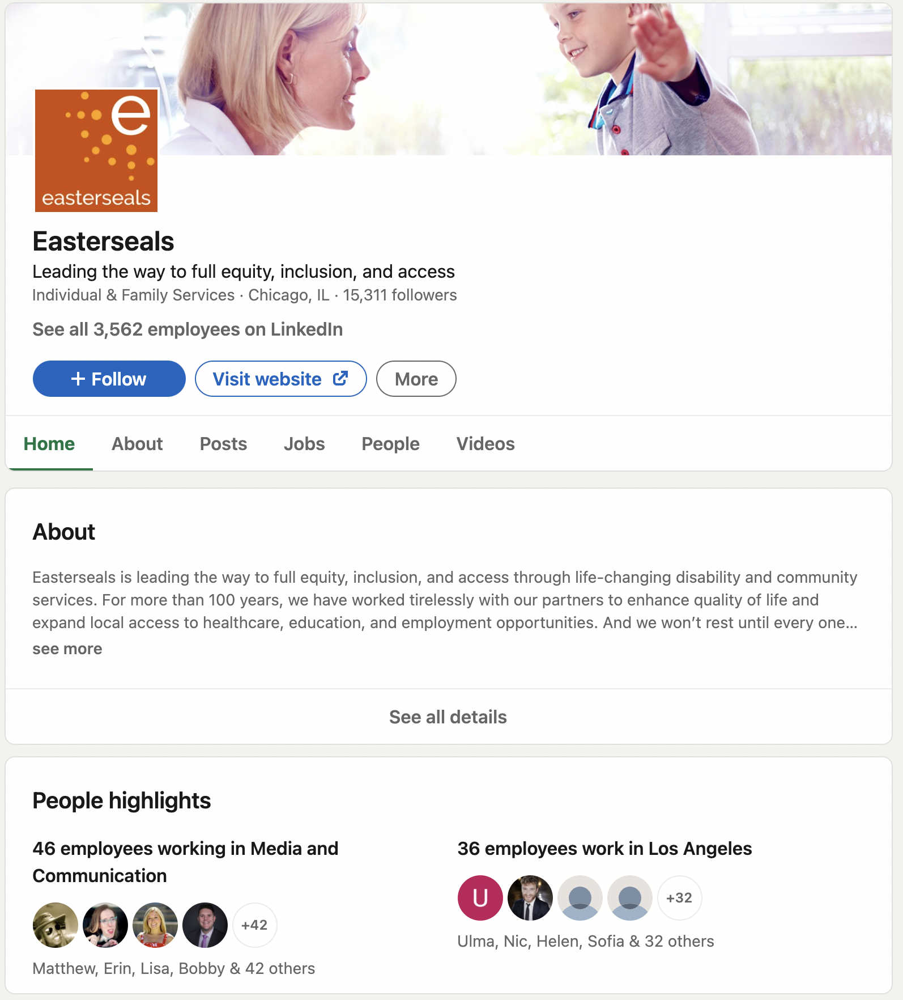 e
easterseals
Easterseals
Leading the way to full equity, inclusion, and access
Individual & Family Services · Chicago, IL · 15,311 followers
See all 3,562 employees on LinkedIn
+ Follow
Visit website
More
Home About Posts Jobs People Videos
About
Easterseals is leading the way to full equity, inclusion, and access through life-changing disability and community
services. For more than 100 years, we have worked tirelessly with our partners to enhance quality of life and
expand local access to healthcare, education, and employment opportunities. And we won’t rest until every one...
see more
See all details
People highlights
46 employees working in Media and
Communication
+42
Matthew, Erin, Lisa, Bobby & 42 others
36 employees work in Los Angeles
U
+32
Ulma, Nic, Helen, Sofia & 32 others